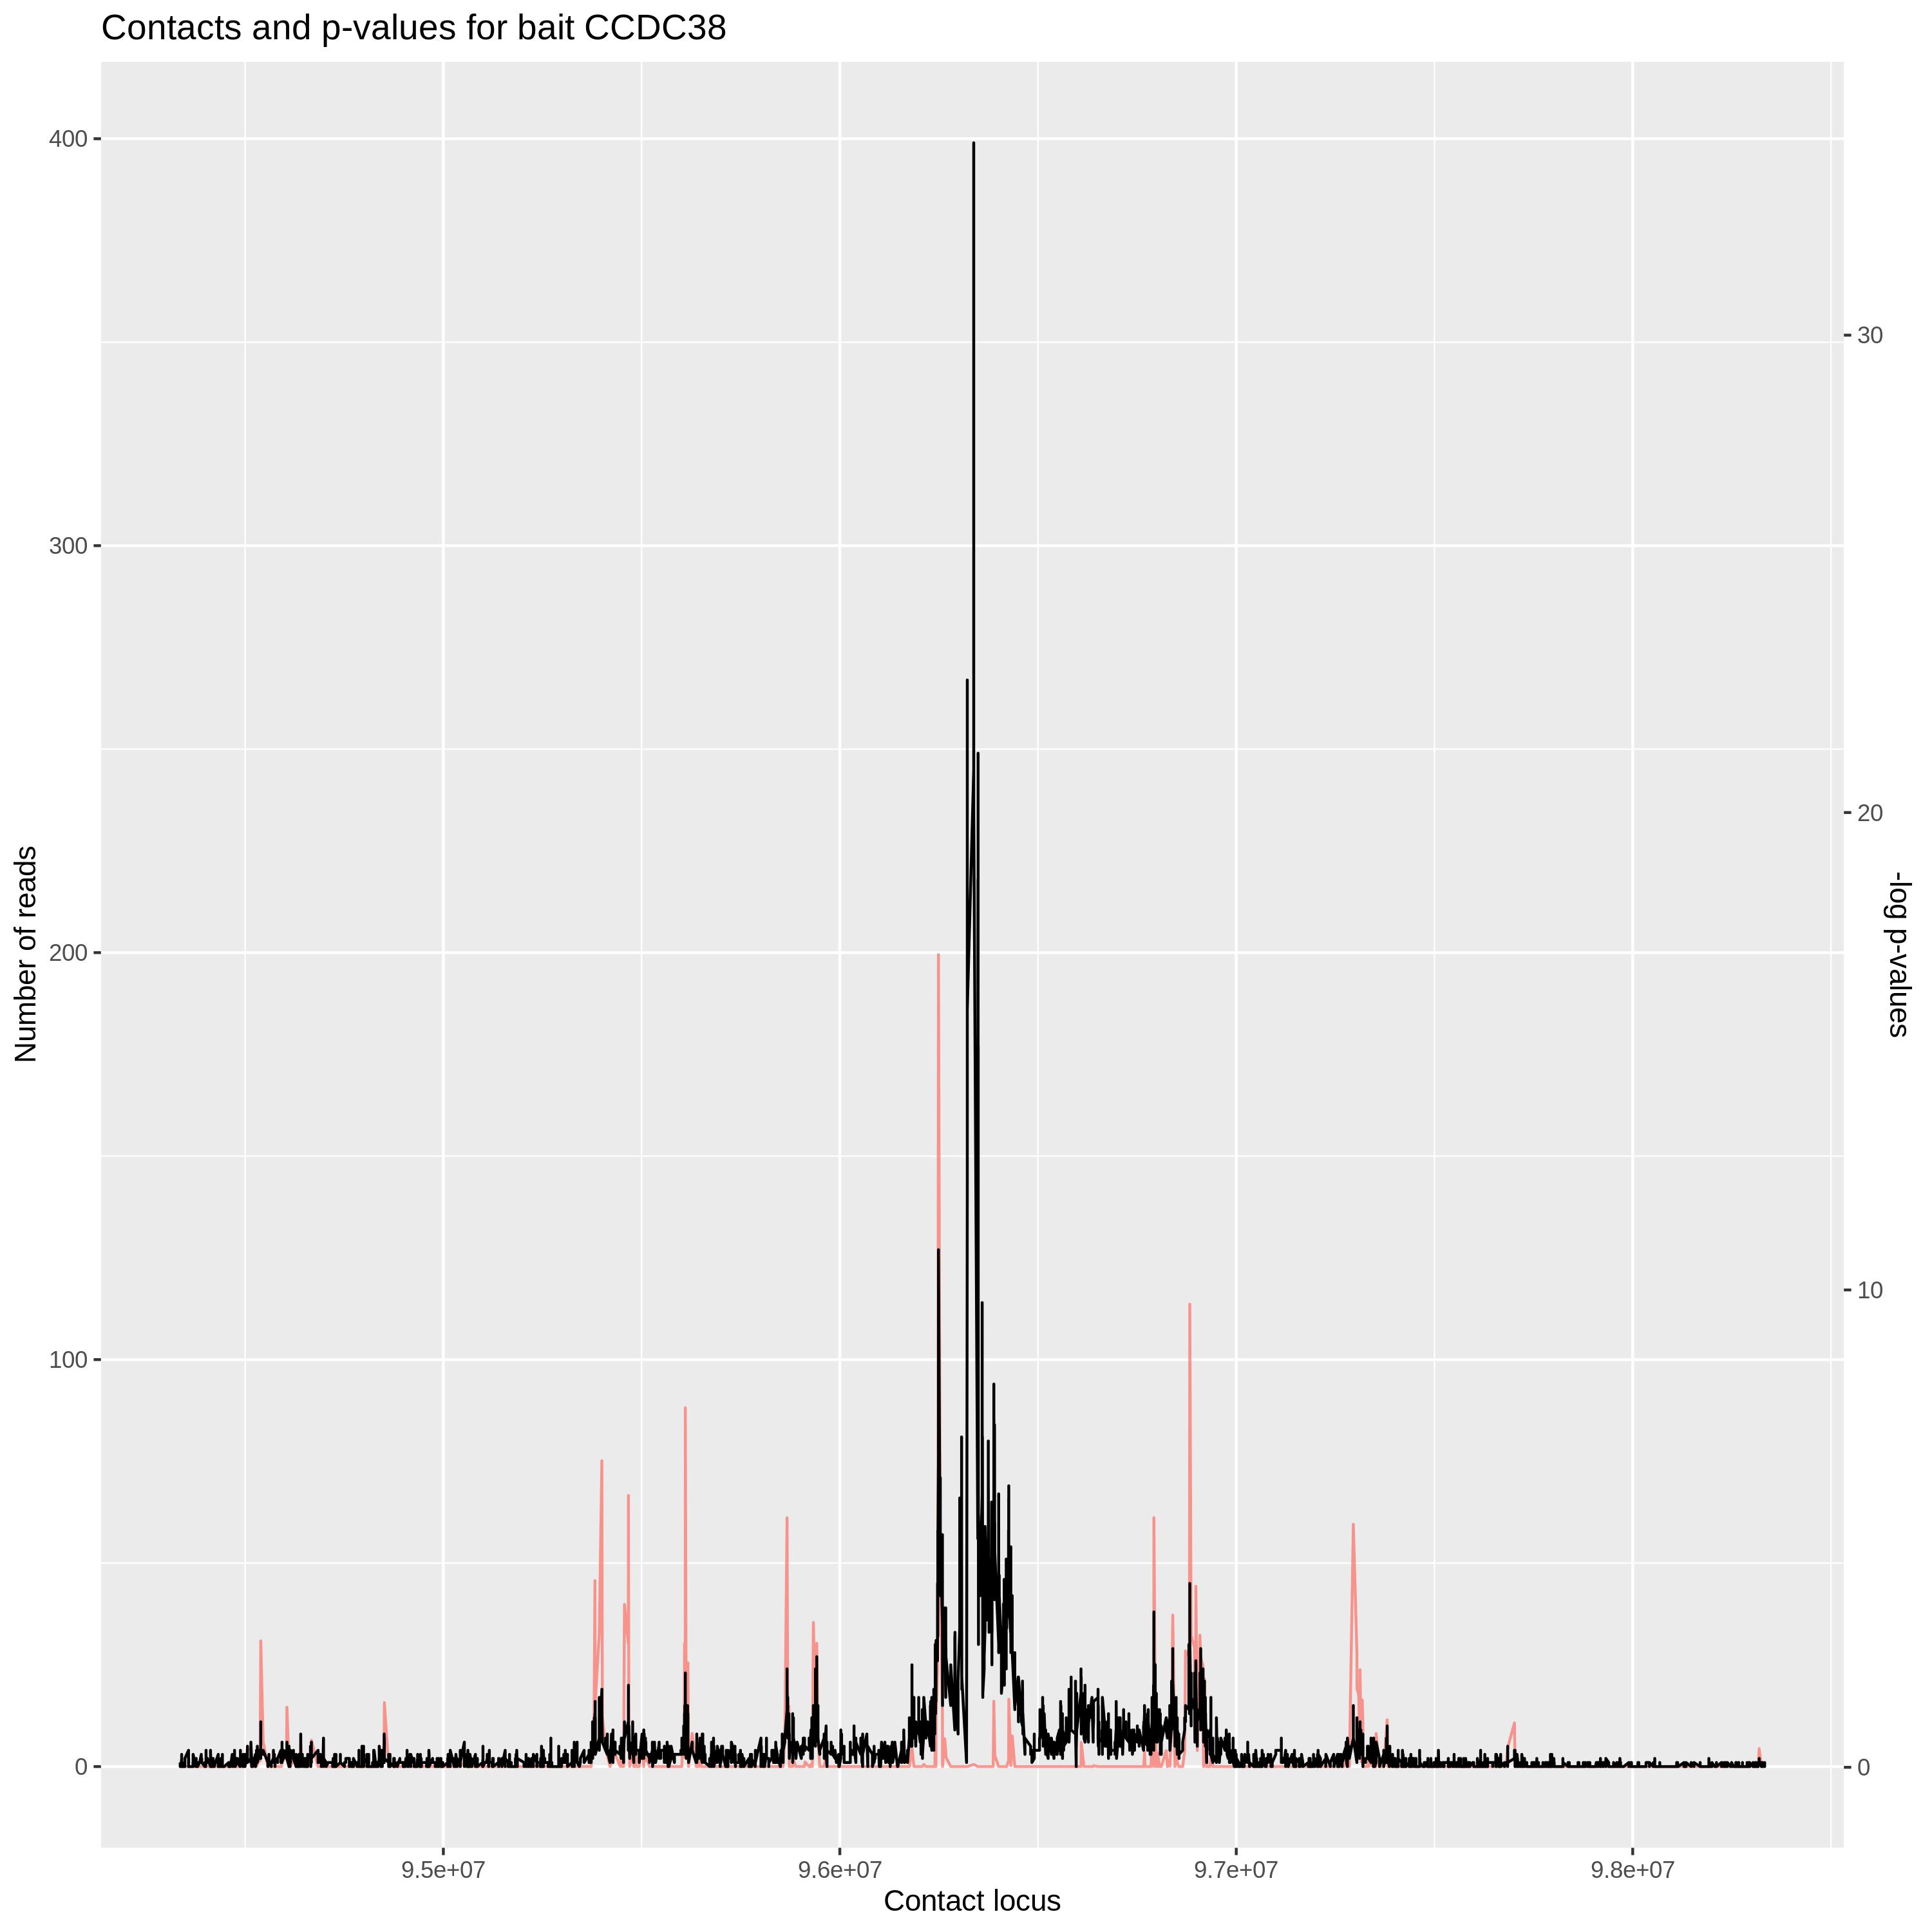 Contacts and p-values for bait CCDC38
400
300
200
100
0
30
20
10
0
Number of reads
-log p-values
9.5e+07 9.6e+07 9.7e+07 9.8e+07
Contact locus